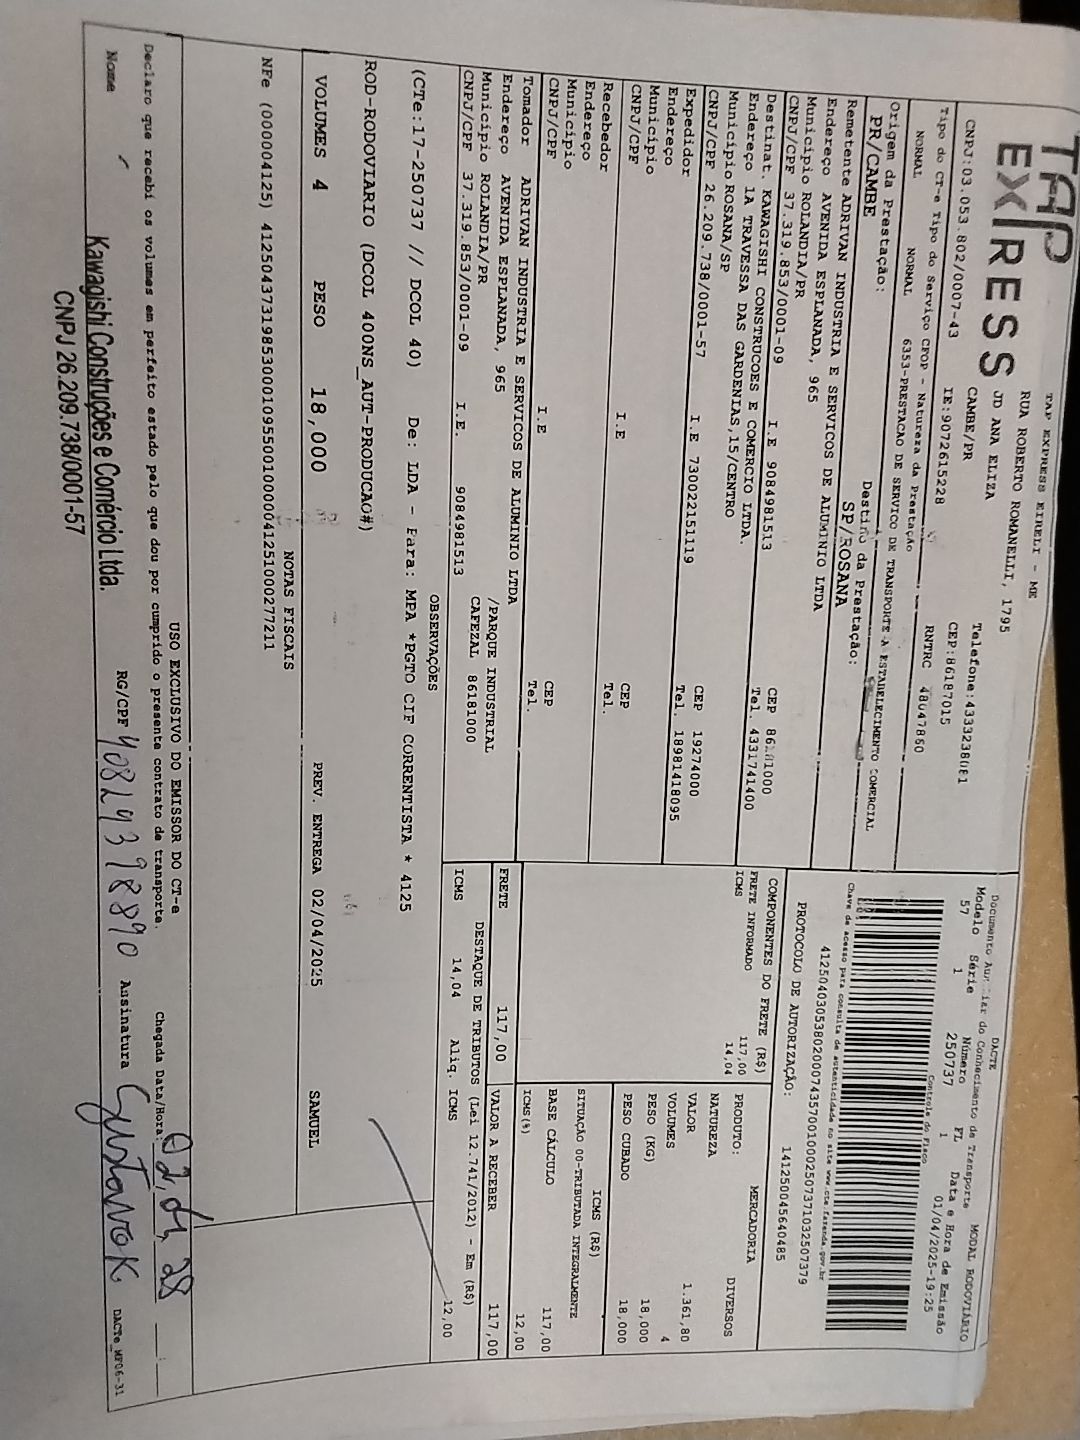 TAP EXPRESS
TAP EXPRESS EIRELI - ME
RUA ROBERTO ROMANELLI, 1795
JD ANA ELIZA
CAMBE/PR
Telefone:4333238081
CEP:86187015
CNPJ:03.053.802/0007-43 IE:9072615228 RNTRC 48047860
Tipo do CT-e Tipo do Serviço CFOP - Natureza da Prestação
NORMAL NORMAL 6353-PRESTACAO DE SERVICO DE TRANSPORTE A ESTABELECIMENTO COMERCIAL
Origem da Prestação: Destino da Prestação:
PR/CAMBE SP/ROSANA
Remetente ADRIVAN INDUSTRIA E SERVICOS DE ALUMINIO LTDA
Endereço AVENIDA ESPLANADA, 965
Município ROLANDIA/PR CEP 86181000
CNPJ/CPF 37.319.853/0001-09 I.E 9084981513 Tel. 4331741400
Destinat. KAWAGISHI CONSTRUCOES E COMERCIO LTDA.
Endereço 1A TRAVESSA DAS GARDENIAS,15/CENTRO
Município ROSANA/SP CEP 19274000
CNPJ/CPF 26.209.738/0001-57 I.E 730022151119 Tel. 18981418095
Expedidor
Endereço
Município CEP
CNPJ/CPF I.E Tel.
Recebedor
Endereço
Município CEP
CNPJ/CPF I.E Tel.
Tomador ADRIVAN INDUSTRIA E SERVICOS DE ALUMINIO LTDA
Endereço AVENIDA ESPLANADA, 965 /PARQUE INDUSTRIAL
Município ROLANDIA/PR CAFEZAL 86181000
CNPJ/CPF 37.319.853/0001-09 I.E. 9084981513
DACTE
Documento Auxiliar do Conhecimento de Transporte MODAL RODOVIÁRIO
Modelo Série Número FL Data e Hora de Emissão
57 1 250737 1 01/04/2025-19:25
Controle do Fisco
Chave de acesso para consulta de autenticidade no site www.cte.fazenda.gov.br
41250403053802000743570010002507371032507379
PROTOCOLO DE AUTORIZAÇÃO: 141250045640485
COMPONENTES DO FRETE (R$)
FRETE INFORMADO 117,00
ICMS 14,04
PRODUTO: MERCADORIA
NATUREZA DIVERSOS
VALOR 1.361,80
VOLUMES 4
PESO (KG) 18,000
PESO CUBADO 18,000
ICMS (R$)
SITUAÇÃO 00-TRIBUTADA INTEGRALMENTE
BASE CÁLCULO 117,00
ICMS(%) 12,00
FRETE 117,00 VALOR A RECEBER 117,00
DESTAQUE DE TRIBUTOS (Lei 12.741/2012) - Em (R$)
ICMS 14,04 Aliq. ICMS 12,00
OBSERVAÇÕES
(CTe:17-250737 // DCOL 40) De: LDA - Para: MPA *PGTO CIF CORRENTISTA * 4125
ROD-RODOVIARIO (DCOL 400NS_AUT-PRODUCAO#)
VOLUMES 4 PESO 18,000 PREV. ENTREGA 02/04/2025 SAMUEL
NOTAS FISCAIS
NFe (000004125) 41250437319853000109550010000041251000277211
USO EXCLUSIVO DO EMISSOR DO CT-e
Declaro que recebi os volumes em perfeito estado pelo que dou por cumprido o presente contrato de transporte. Chegada Data/Hora: 02,04,28
Nome Kawagishi Construções e Comércio Ltda. RG/CPF 40824398890 Assinatura Gustavo K
CNPJ 26.209.738/0001-57
DACTe_MF06-31